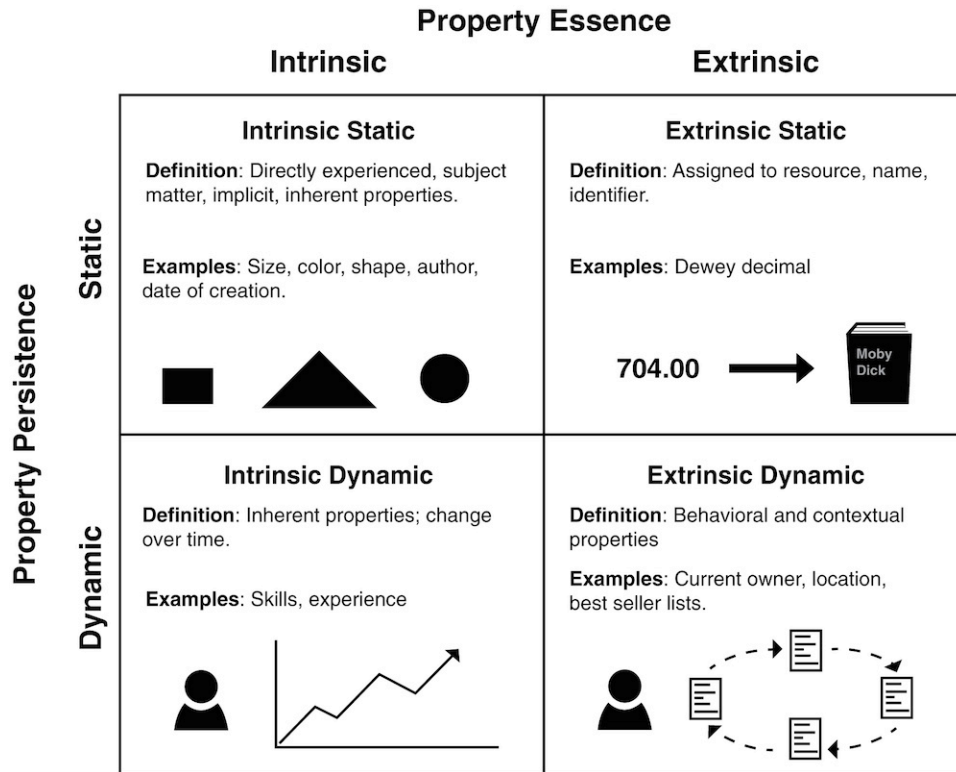 Property Essence
Intrinsic
Extrinsic
Property Persistence
Static
Intrinsic Static
Definition: Directly experienced, subject
matter, implicit, inherent properties.
Examples: Size, color, shape, author,
date of creation.
Extrinsic Static
Definition: Assigned to resource, name,
identifier.
Examples: Dewey decimal
704.00
Moby
Dick
Dynamic
Intrinsic Dynamic
Definition: Inherent properties; change
over time.
Examples: Skills, experience
Extrinsic Dynamic
Definition: Behavioral and contextual
properties
Examples: Current owner, location,
best seller lists.